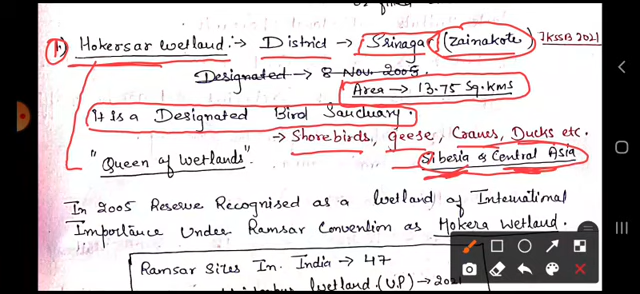 1) Hokersar wetland :→ District → Srinagar (Zainakote) JKSSB 2021
Designated → 8 Nov. 2005.
Area → 13.75 Sq.kms
It is a Designated Bird Sanctuary.
→ Shorebirds, geese, Cranes, Ducks etc.
"Queen of wetlands".
Siberia & Central Asia
In 2005 Reserve Recognised as a wetland of International
Importance Under Ramsar Convention as Hokera Wetland.
Ramsar Sites In India → 47
Wetland (U.P) → 2021